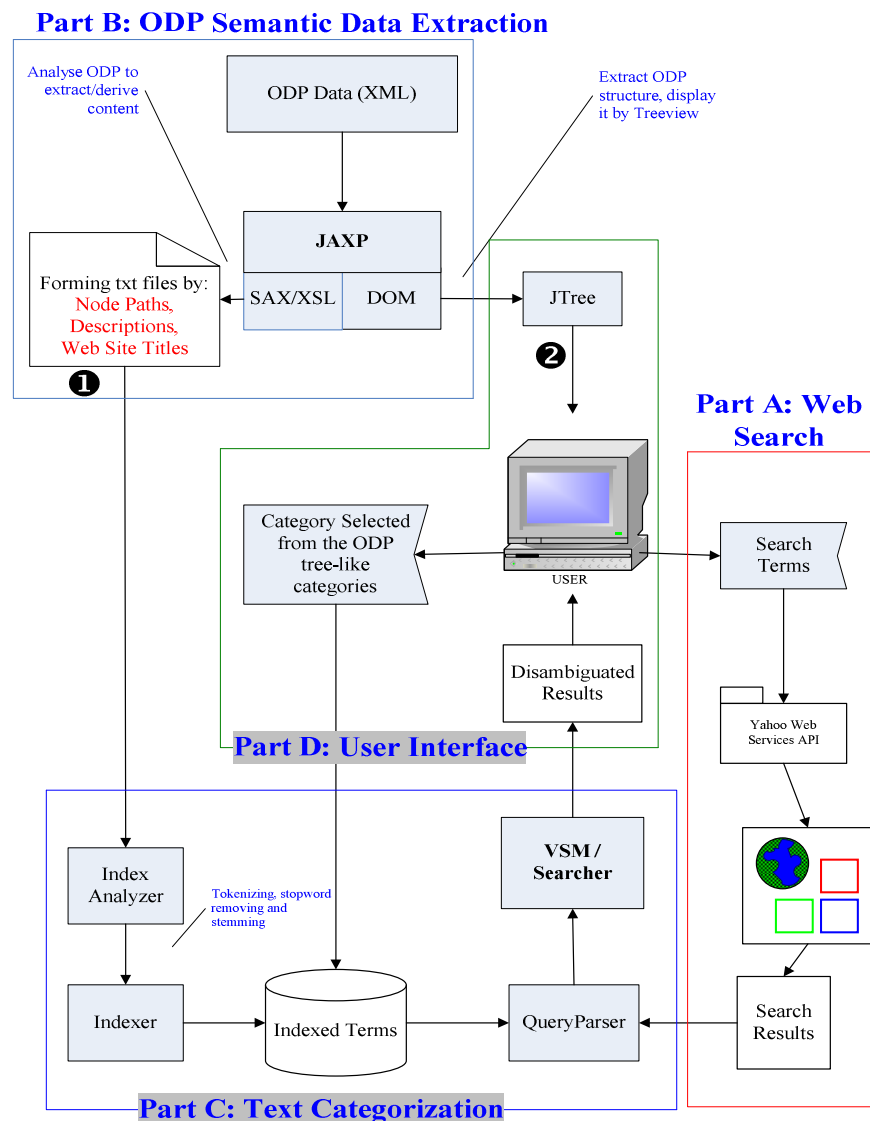 Part B: ODP Semantic Data Extraction
Analyse ODP to
extract/derive
content
ODP Data (XML)
Extract ODP
structure, display
it by Treeview
JAXP
SAX/XSL
DOM
JTree
Forming txt files by:
Node Paths,
Descriptions,
Web Site Titles
1
2
Part A: Web
Search
Category Selected
from the ODP
tree-like
categories
USER
Search
Terms
Disambiguated
Results
Yahoo Web
Services API
Part D: User Interface
Index
Analyzer
Tokenizing, stopword
removing and
stemming
VSM /
Searcher
Indexer
Indexed Terms
QueryParser
Search
Results
Part C: Text Categorization